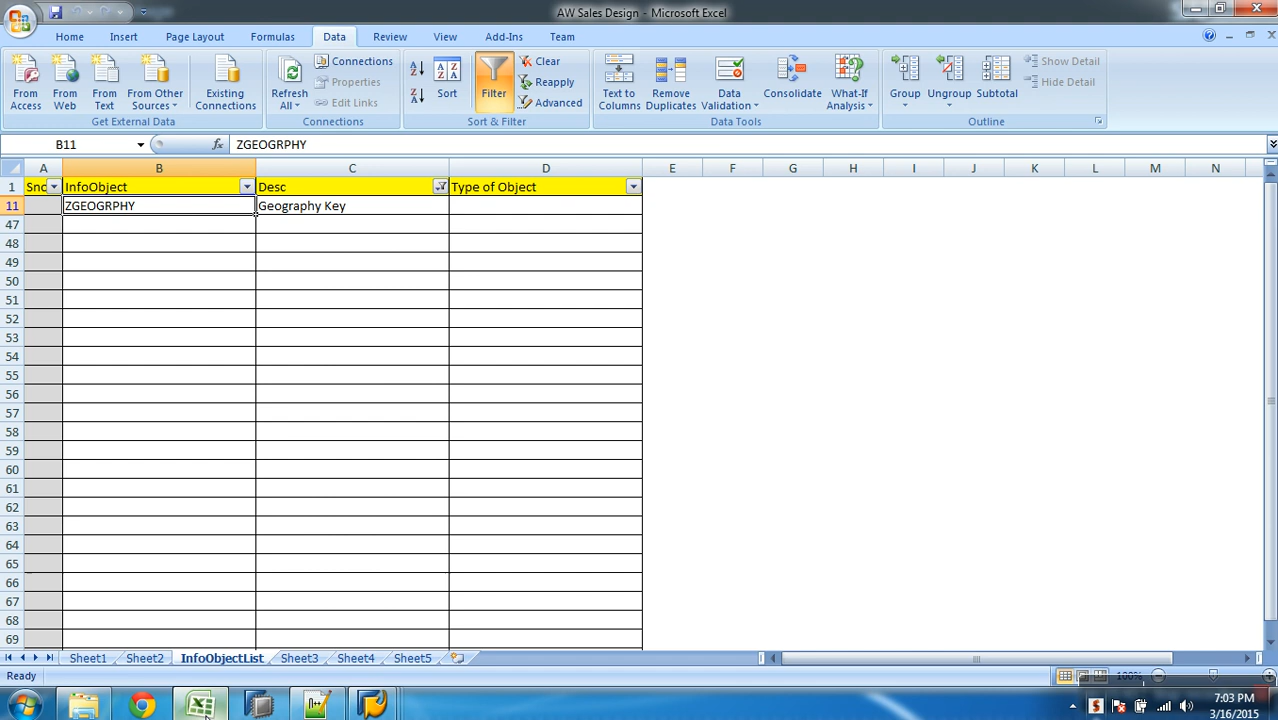 AW Sales Design - Microsoft Excel
Home Insert Page Layout Formulas Data Review View Add-Ins Team
From Access
From Web
From Text
From Other Sources
Existing Connections
Get External Data
Refresh All
Connections
Properties
Edit Links
Connections
Sort
Filter
Clear
Reapply
Advanced
Sort & Filter
Text to Columns
Remove Duplicates
Data Validation
Consolidate
What-If Analysis
Data Tools
Group
Ungroup
Subtotal
Show Detail
Hide Detail
Outline
B11 fx ZGEOGRPHY
A B C D E F G H I J K L M N
1 Snc InfoObject Desc Type of Object
11 ZGEOGRPHY Geography Key
47
48
49
50
51
52
53
54
55
56
57
58
59
60
61
62
63
64
65
66
67
68
69
Sheet1 Sheet2 InfoObjectList Sheet3 Sheet4 Sheet5
Ready 100%
7:03 PM
3/16/2015